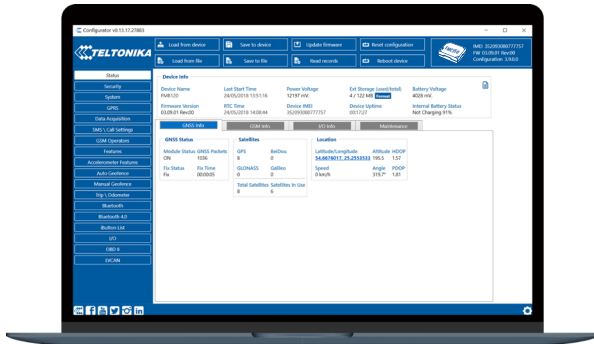 Configurator v0.13.17.27883
TELTONIKA
Load from device
Save to device
Update firmware
Reset configuration
Load from file
Save to file
Read records
Reboot device
FMB120
IMEI 352093080777757
FW 03.09.01 Rev:00
Configuration 3.9.0.0
Status
Security
System
GPRS
Data Acquisition
SMS \ Call Settings
GSM Operators
Features
Accelerometer Features
Auto Geofence
Manual Geofence
Trip \ Odometer
Bluetooth
Bluetooth 4.0
iButton List
I/O
OBD II
LVCAN
Device Info
Device Name
FMB120
Last Start Time
24/05/2018 13:51:16
Power Voltage
12197 mV.
Ext Storage (used/total)
4 / 122 MB Format
Battery Voltage
4028 mV.
Firmware Version
03.09.01 Rev:00
RTC Time
24/05/2018 14:08:44
Device IMEI
352093080777757
Device Uptime
00:17:27
Internal Battery Status
Not Charging 91%
GNSS Info
GSM Info
I/O Info
Maintenance
GNSS Status
Module Status GNSS Packets
ON 1036
Fix Status Fix Time
Fix 00:00:05
Satellites
GPS BeiDou
8 0
GLONASS Galileo
0 0
Total Satellites Satellites In Use
8 6
Location
Latitude/Longitude Altitude HDOP
54.6676017, 25.2553533 195.5 1.57
Speed Angle PDOP
0 km/h 319.7° 1.81